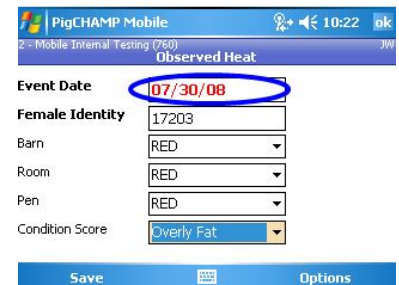 PigCHAMP Mobile 10:22 ok
2 - Mobile Internal Testing (760) JW
Observed Heat
Event Date 07/30/08
Female Identity 17203
Barn RED
Room RED
Pen RED
Condition Score Overly Fat
Save Options